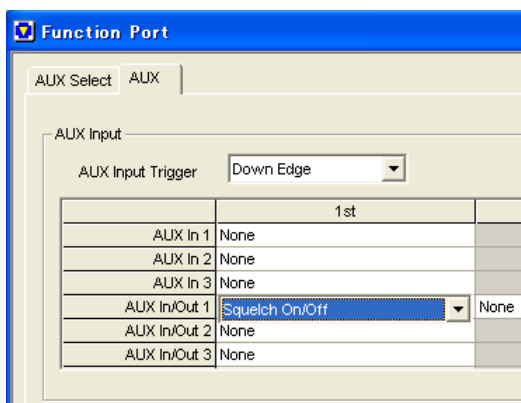 Function Port
AUX Select AUX
AUX Input
AUX Input Trigger Down Edge
1st
AUX In 1 None
AUX In 2 None
AUX In 3 None
AUX In/Out 1 Squelch On/Off None
AUX In/Out 2 None
AUX In/Out 3 None